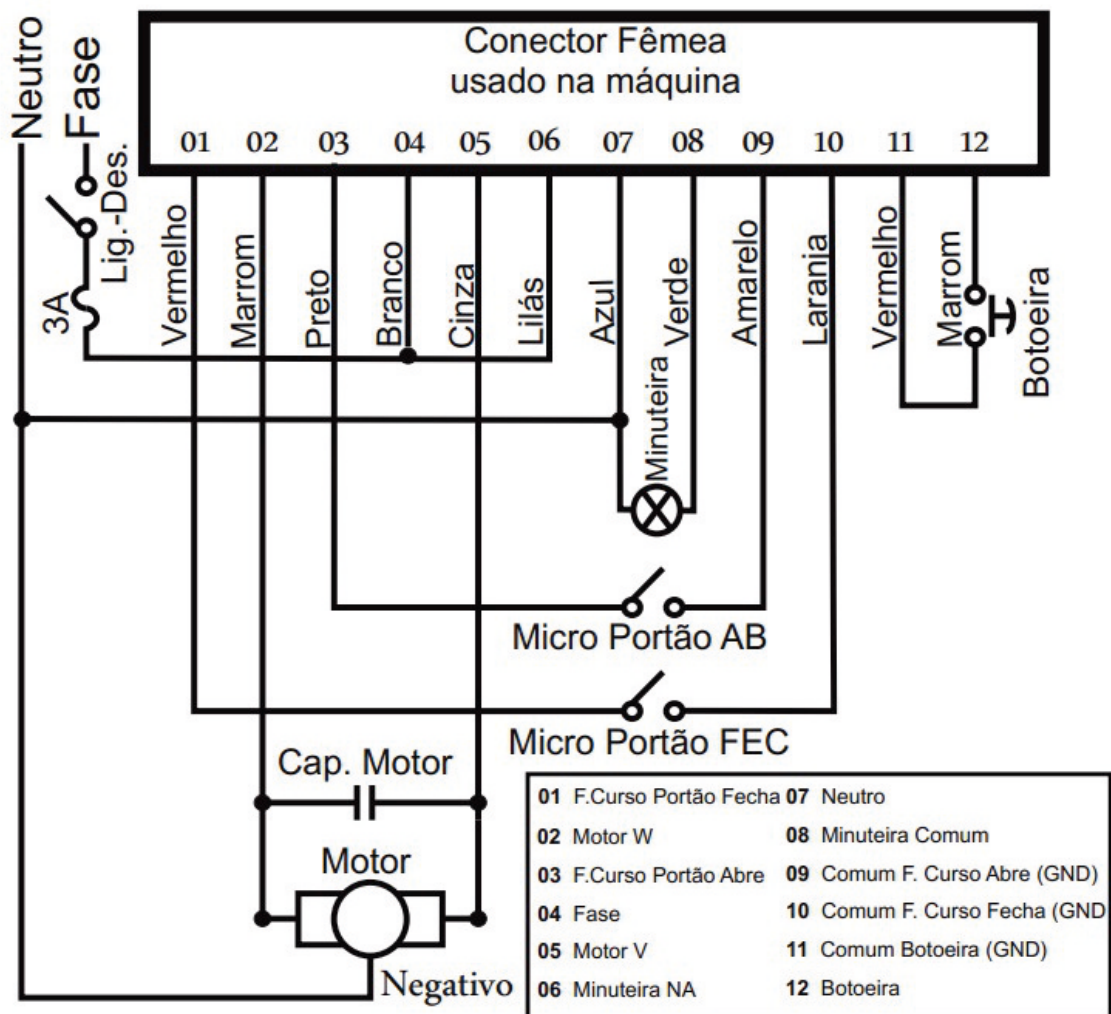 Neutro
Fase
Lig.-Des.
3A
Conector Fêmea
usado na máquina
01 02 03 04 05 06 07 08 09 10 11 12
Vermelho
Marrom
Preto
Branco
Cinza
Lilás
Azul
Verde
Amarelo
Laranja
Vermelho
Marrom
Botoeira
Minuteira
Micro Portão AB
Micro Portão FEC
Cap. Motor
Motor
Negativo
01 F.Curso Portão Fecha
02 Motor W
03 F.Curso Portão Abre
04 Fase
05 Motor V
06 Minuteira NA
07 Neutro
08 Minuteira Comum
09 Comum F. Curso Abre (GND)
10 Comum F. Curso Fecha (GND
11 Comum Botoeira (GND)
12 Botoeira